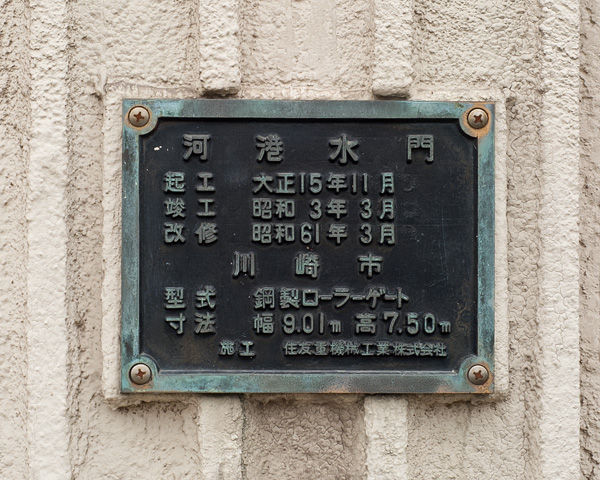 河港水門
起工 大正15年11月
竣工 昭和 3年 3月
改修 昭和61年 3月
川崎市
型式 鋼製ローラーゲート
寸法 幅 9.01m 高7.50m
施工 住友重機械工業株式会社